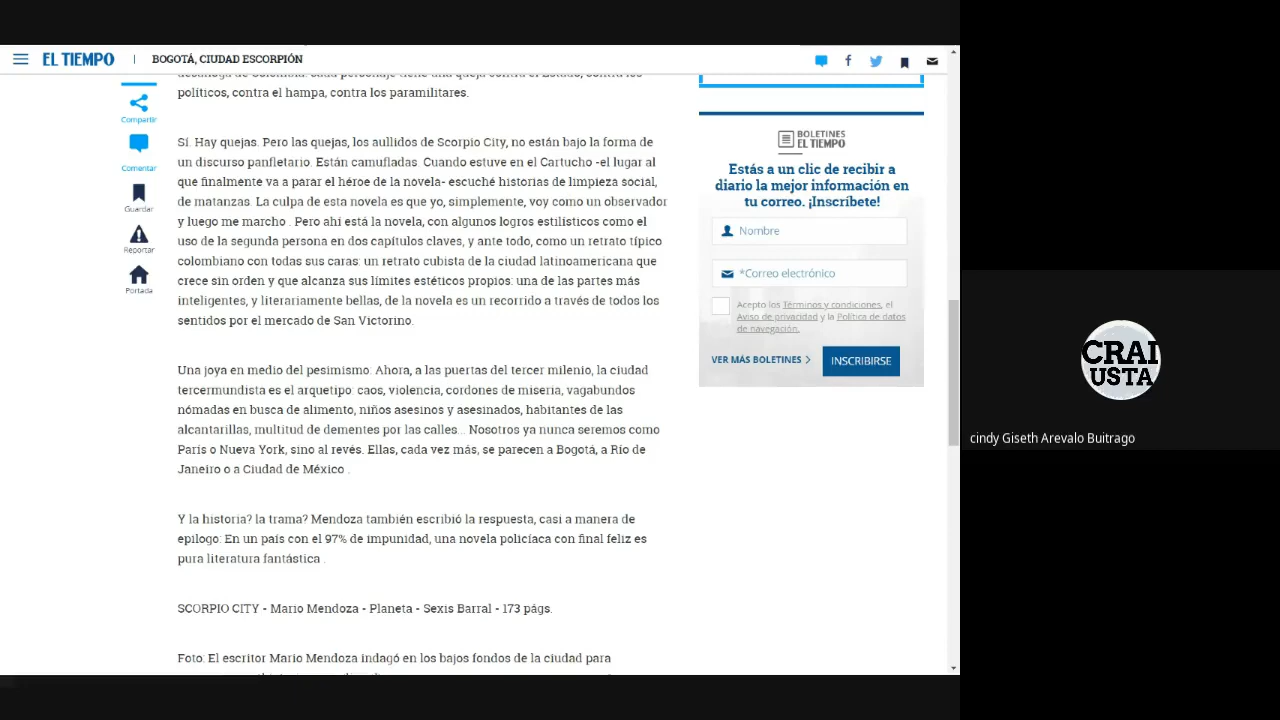 EL TIEMPO
BOGOTÁ, CIUDAD ESCORPIÓN
Compartir
Comentar
Guardar
Reportar
Portada
políticos, contra el hampa, contra los paramilitares.
Sí. Hay quejas. Pero las quejas, los aullidos de Scorpio City, no están bajo la forma de
un discurso panfletario. Están camufladas. Cuando estuve en el Cartucho -el lugar al
que finalmente va a parar el héroe de la novela- escuché historias de limpieza social,
de matanzas. La culpa de esta novela es que yo, simplemente, voy como un observador
y luego me marcho . Pero ahí está la novela, con algunos logros estilísticos como el
uso de la segunda persona en dos capítulos claves, y ante todo, como un retrato típico
colombiano con todas sus caras: un retrato cubista de la ciudad latinoamericana que
crece sin orden y que alcanza sus límites estéticos propios: una de las partes más
inteligentes, y literariamente bellas, de la novela es un recorrido a través de todos los
sentidos por el mercado de San Victorino.
Una joya en medio del pesimismo: Ahora, a las puertas del tercer milenio, la ciudad
tercermundista es el arquetipo: caos, violencia, cordones de miseria, vagabundos
nómadas en busca de alimento, niños asesinos y asesinados, habitantes de las
alcantarillas, multitud de dementes por las calles... Nosotros ya nunca seremos como
París o Nueva York, sino al revés. Ellas, cada vez más, se parecen a Bogotá, a Río de
Janeiro o a Ciudad de México .
Y la historia? la trama? Mendoza también escribió la respuesta, casi a manera de
epílogo: En un país con el 97% de impunidad, una novela policíaca con final feliz es
pura literatura fantástica .
SCORPIO CITY - Mario Mendoza - Planeta - Sexis Barral - 173 págs.
Foto: El escritor Mario Mendoza indagó en los bajos fondos de la ciudad para
BOLETINES
EL TIEMPO
Estás a un clic de recibir a
diario la mejor información en
tu correo. ¡Inscríbete!
Nombre
*Correo electrónico
Acepto los Términos y condiciones, el
Aviso de privacidad y la Política de datos
de navegación.
VER MÁS BOLETINES
INSCRIBIRSE
CRAI
USTA
cindy Giseth Arevalo Buitrago